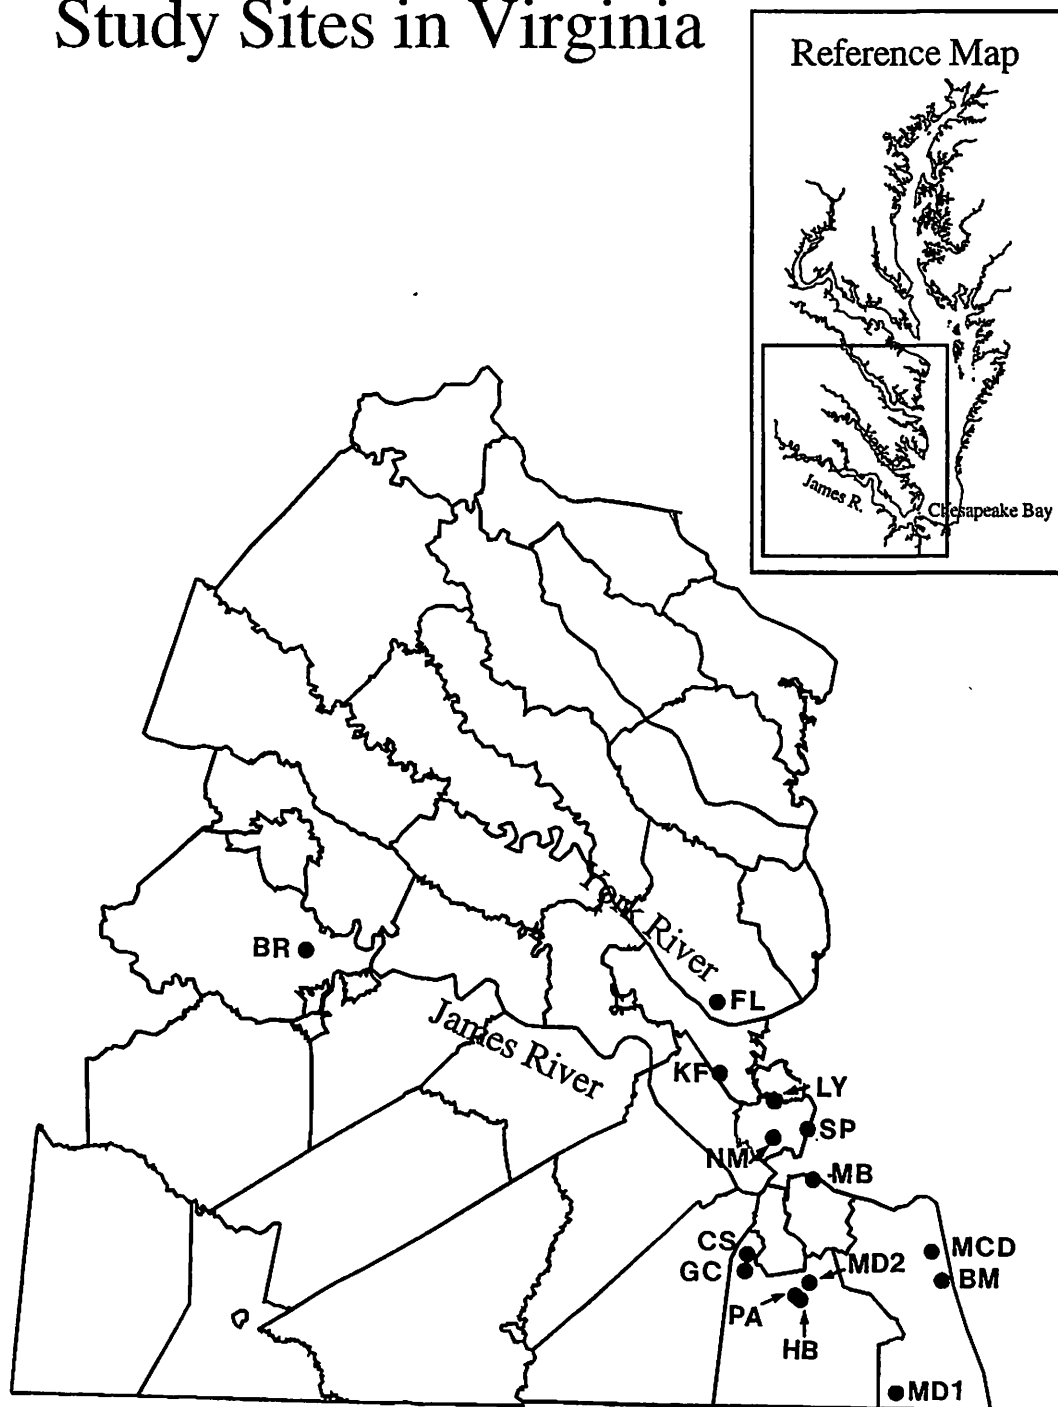 Study Sites in Virginia
Reference Map
James R.
Chesapeake Bay
York River
BR
FL
James River
KF
LY
SP
NM
MB
CS
MCD
GC
MD2
BM
PA
HB
MD1